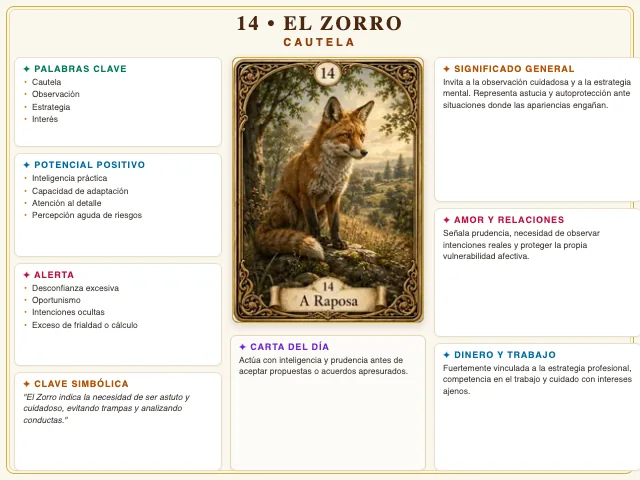 14 • EL ZORRO
CAUTELA
✦ PALABRAS CLAVE
• Cautela
• Observación
• Estrategia
• Interés
✦ POTENCIAL POSITIVO
• Inteligencia práctica
• Capacidad de adaptación
• Atención al detalle
• Percepción aguda de riesgos
✦ ALERTA
• Desconfianza excesiva
• Oportunismo
• Intenciones ocultas
• Exceso de frialdad o cálculo
✦ CLAVE SIMBÓLICA
"El Zorro indica la necesidad de ser astuto y
cuidadoso, evitando trampas y analizando
conductas."
14
14
A Raposa
✦ CARTA DEL DÍA
Actúa con inteligencia y prudencia antes de
aceptar propuestas o acuerdos apresurados.
✦ SIGNIFICADO GENERAL
Invita a la observación cuidadosa y a la estrategia
mental. Representa astucia y autoprotección ante
situaciones donde las apariencias engañan.
✦ AMOR Y RELACIONES
Señala prudencia, necesidad de observar
intenciones reales y proteger la propia
vulnerabilidad afectiva.
✦ DINERO Y TRABAJO
Fuertemente vinculada a la estrategia profesional,
competencia en el trabajo y cuidado con intereses
ajenos.